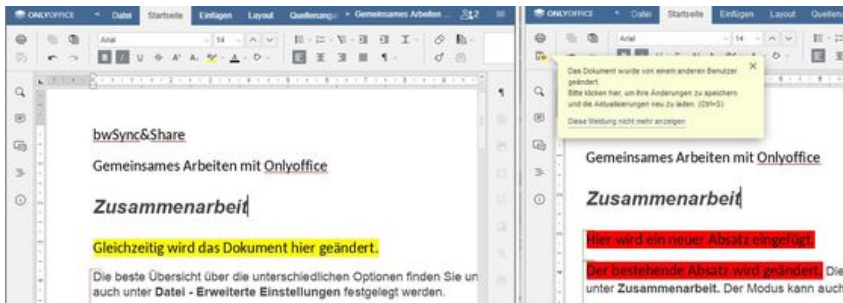 ONLYOFFICE Datei Startseite Einfügen Layout Quellenang Gemeinsames Arbeiten ... 2
Arial 14
bwSync&Share
Gemeinsames Arbeiten mit Onlyoffice
Zusammenarbeit
Gleichzeitig wird das Dokument hier geändert.
Die beste Übersicht über die unterschiedlichen Optionen finden Sie un
auch unter Datei - Erweiterte Einstellungen festgelegt werden.
ONLYOFFICE Datei Startseite Einfügen Layout Quellen
Arial 14
Das Dokument wurde von einem anderen Benutzer
geändert.
Bitte klicken hier, um Ihre Änderungen zu speichern
und die Aktualisierungen neu zu laden. (Ctrl+S)
Diese Meldung nicht mehr anzeigen
Gemeinsames Arbeiten mit Onlyoffice
Zusammenarbeit
Hier wird ein neuer Absatz eingefügt.
Der bestehende Absatz wird geändert. Die
unter Zusammenarbeit. Der Modus kann auch